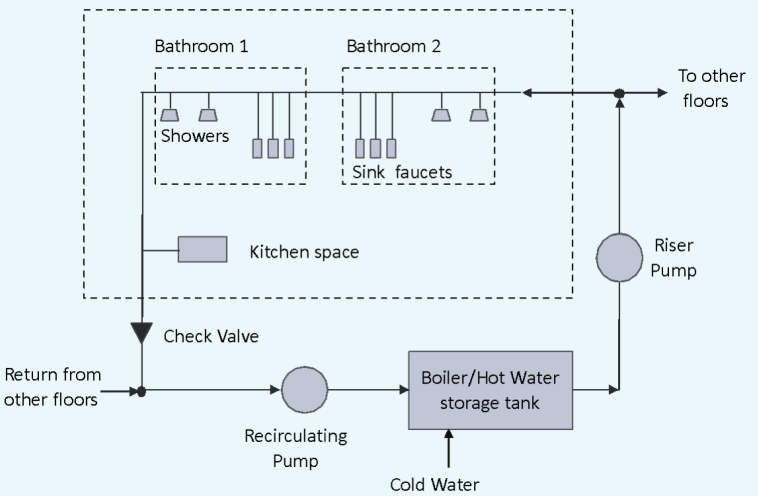 Bathroom 1
Bathroom 2
To other
floors
Showers
Sink faucets
Kitchen space
Riser
Pump
Check Valve
Return from
other floors
Boiler/Hot Water
storage tank
Recirculating
Pump
Cold Water